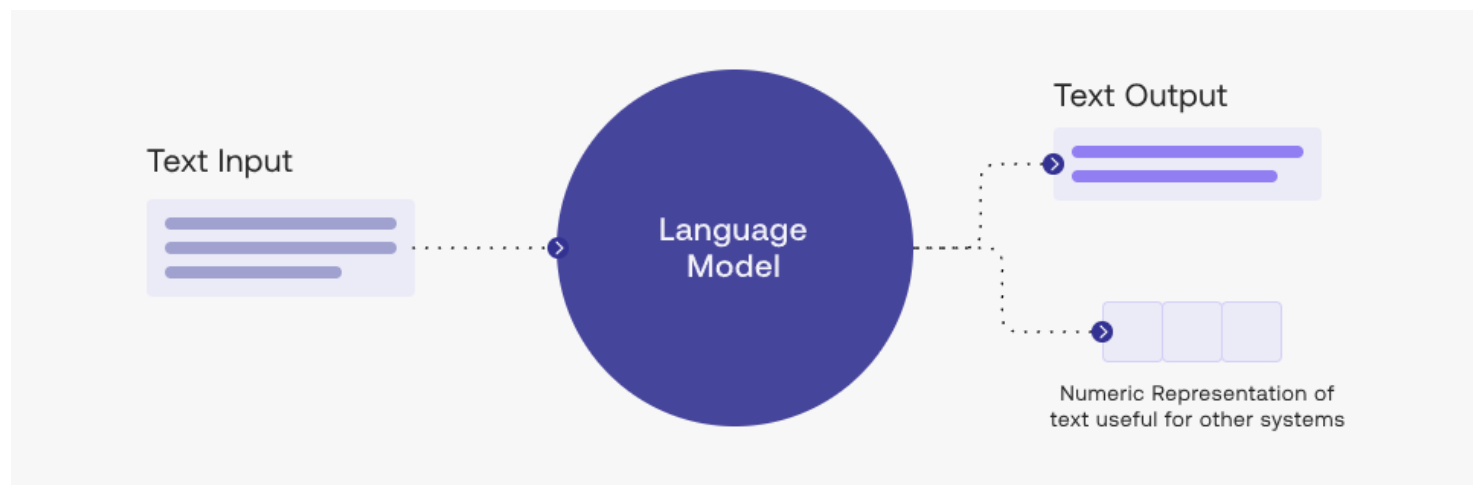 Text Input
Language
Model
Text Output
Numeric Representation of
text useful for other systems